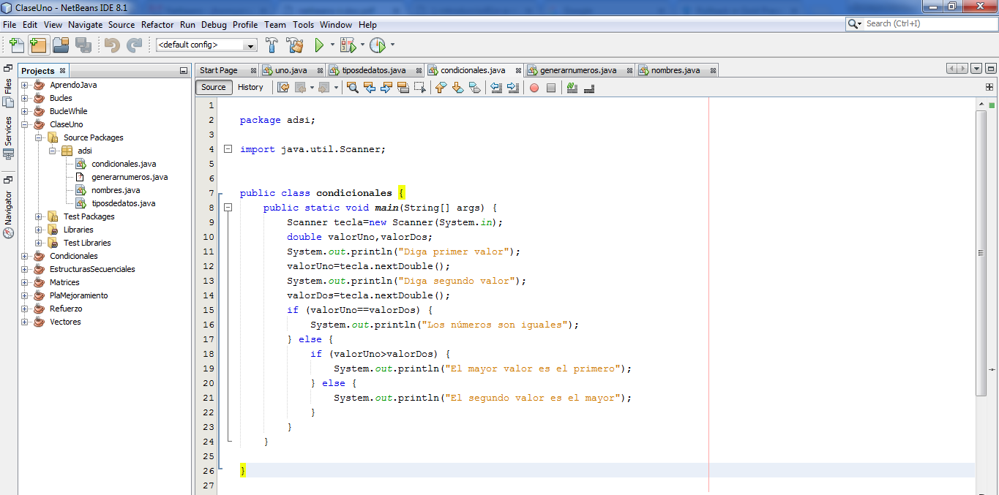 ClaseUno - NetBeans IDE 8.1
File Edit View Navigate Source Refactor Run Debug Profile Team Tools Window Help
Search (Ctrl+I)
<default config>
Files
Services
Navigator
Projects
AprendoJava
Bucles
BucleWhile
ClaseUno
Source Packages
adsi
condicionales.java
generarnumeros.java
nombres.java
tiposdedatos.java
Test Packages
Libraries
Test Libraries
Condicionales
EstructurasSecuenciales
Matrices
PlaMejoramiento
Refuerzo
Vectores
Start Page uno.java tiposdedatos.java condicionales.java generarnumeros.java nombres.java
Source History
1
2 package adsi;
3
4 import java.util.Scanner;
5
6
7 public class condicionales {
8 public static void main(String[] args) {
9 Scanner tecla=new Scanner(System.in);
10 double valorUno,valorDos;
11 System.out.println("Diga primer valor");
12 valorUno=tecla.nextDouble();
13 System.out.println("Diga segundo valor");
14 valorDos=tecla.nextDouble();
15 if (valorUno==valorDos) {
16 System.out.println("Los números son iguales");
17 } else {
18 if (valorUno>valorDos) {
19 System.out.println("El mayor valor es el primero");
20 } else {
21 System.out.println("El segundo valor es el mayor");
22 }
23 }
24 }
25
26 }
27